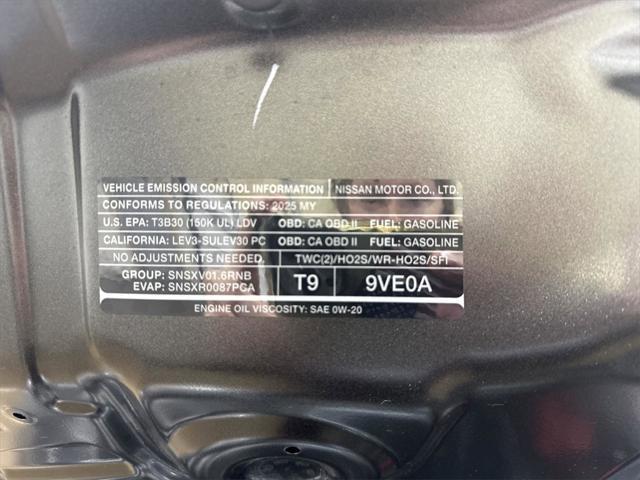 VEHICLE EMISSION CONTROL INFORMATION NISSAN MOTOR CO., LTD.
CONFORMS TO REGULATIONS: 2025 MY
U.S. EPA: T3B30 (150K UL) LDV OBD: CA OBD II FUEL: GASOLINE
CALIFORNIA: LEV3-SULEV30 PC OBD: CA OBD II FUEL: GASOLINE
NO ADJUSTMENTS NEEDED. TWC(2)/HO2S/WR-HO2S/SFI
GROUP: SNSXV01.6RNB
EVAP: SNSXR0087PCA
T9 9VE0A
ENGINE OIL VISCOSITY: SAE 0W-20